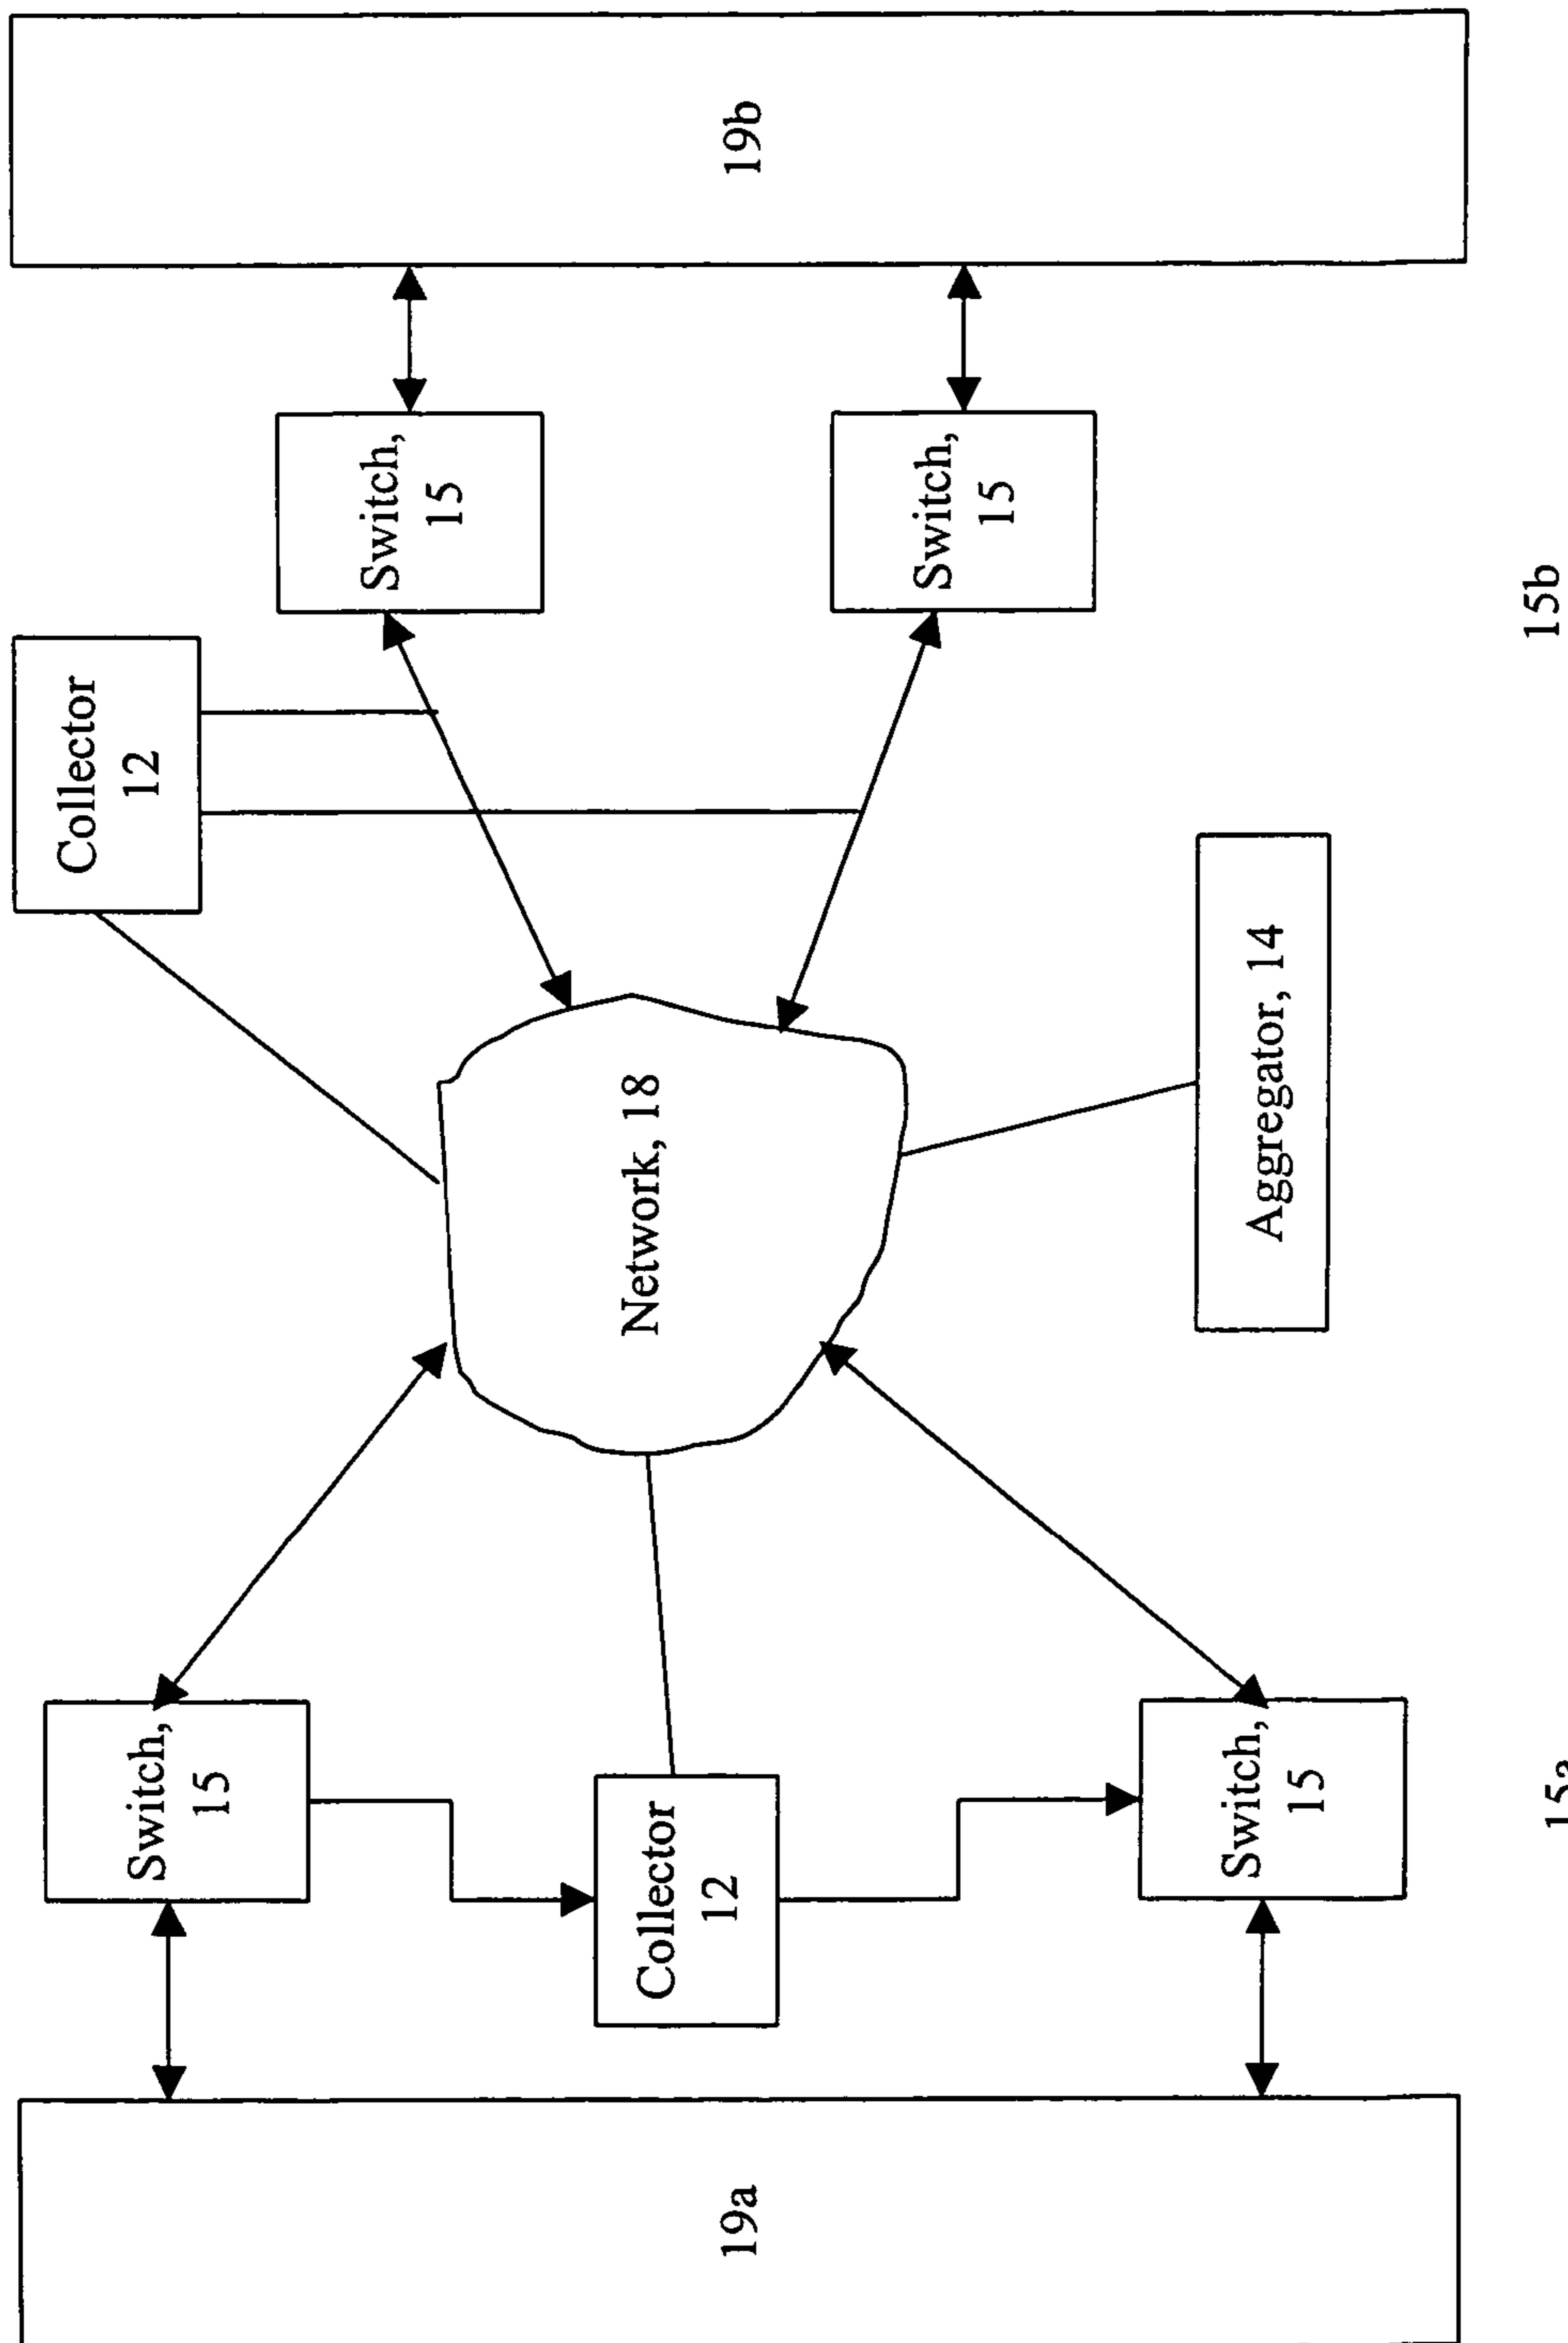 Collector
12
Switch,
15
Switch,
15
Network, 18
Collector
12
19a
19b
Switch,
15
Switch,
15
Aggregator, 14
15a
15b